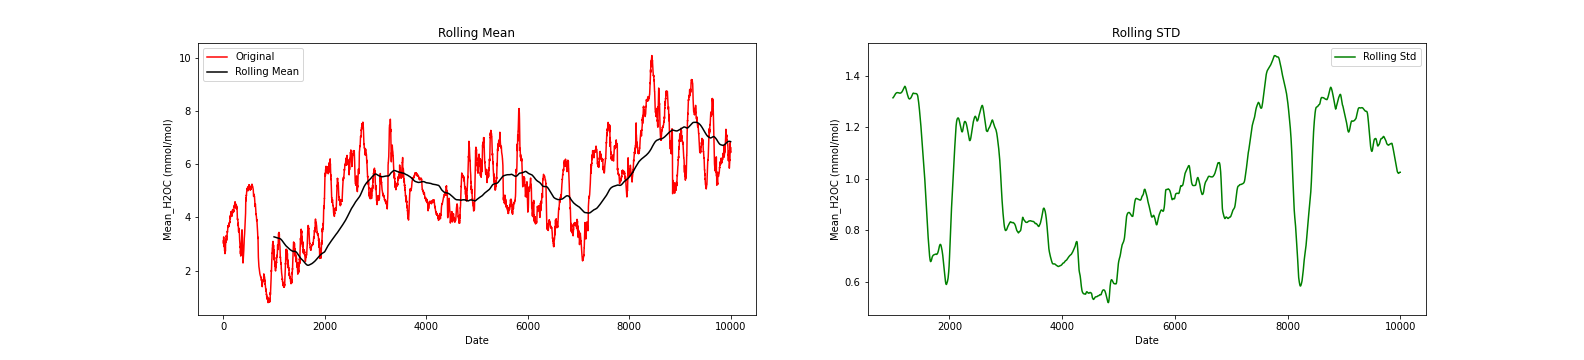 Rolling Mean
Original
Rolling Mean
Mean_H2OC (mmol/mol)
10
8
6
4
2
0
2000
4000
6000
8000
10000
Date
Rolling STD
Rolling Std
Mean_H2OC (mmol/mol)
1.4
1.2
1.0
0.8
0.6
2000
4000
6000
8000
10000
Date